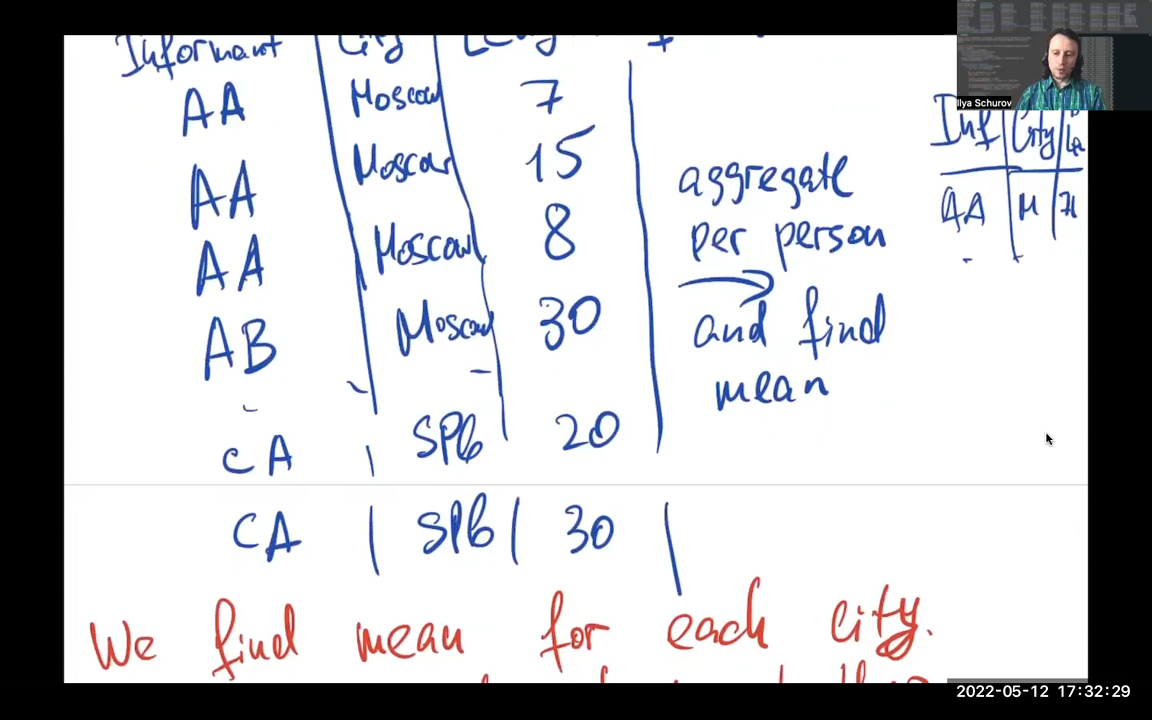 Informant | City |
AA Moscow 7
AA Moscow 15
AA Moscow 8
AB Moscow 30
CA | SPb 20
CA | SPb | 30 |
aggregate
per person
and find
mean
Ilya Schurov
Inf | City |
AA | M |
We find mean for each city.
2022-05-12 17:32:29